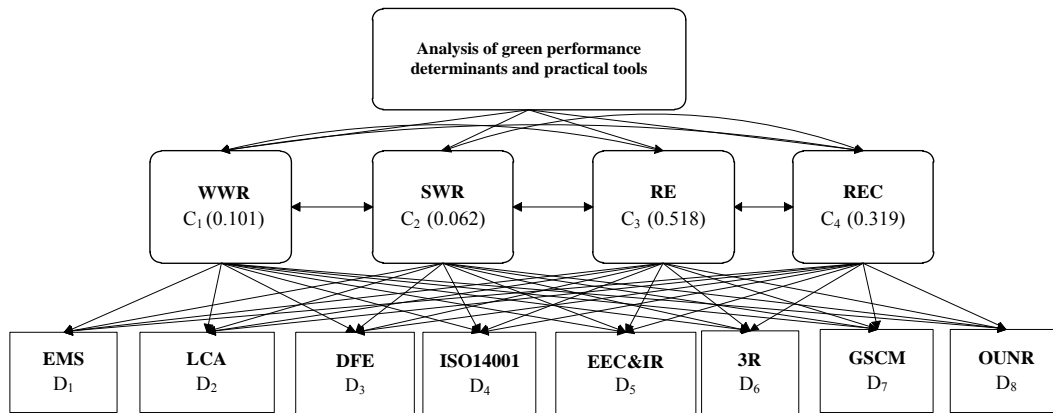 Analysis of green performance
determinants and practical tools
WWR
C₁ (0.101)
SWR
C₂ (0.062)
RE
C₃ (0.518)
REC
C₄ (0.319)
EMS
D₁
LCA
D₂
DFE
D₃
ISO14001
D₄
EEC&IR
D₅
3R
D₆
GSCM
D₇
OUNR
D₈